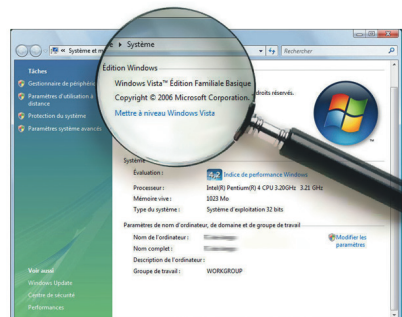 « Système et m
▸ Système
Rechercher
Tâches
Gestionnaire de périphériq
Paramètres d'utilisation à
distance
Protection du système
Paramètres système avancés
Édition Windows
Windows Vista™ Édition Familiale Basique
Copyright © 2006 Microsoft Corporation.
droits réservés.
Mettre à niveau Windows Vista
Système
Évaluation :
4,2 Indice de performance Windows
Processeur : Intel(R) Pentium(R) 4 CPU 3.20GHz 3.21 GHz
Mémoire vive : 1023 Mo
Type du système : Système d'exploitation 32 bits
Paramètres de nom d'ordinateur, de domaine et de groupe de travail
Nom de l'ordinateur :
Modifier les
paramètres
Nom complet :
Description de l'ordinateur :
Groupe de travail : WORKGROUP
Voir aussi
Windows Update
Centre de sécurité
Performances